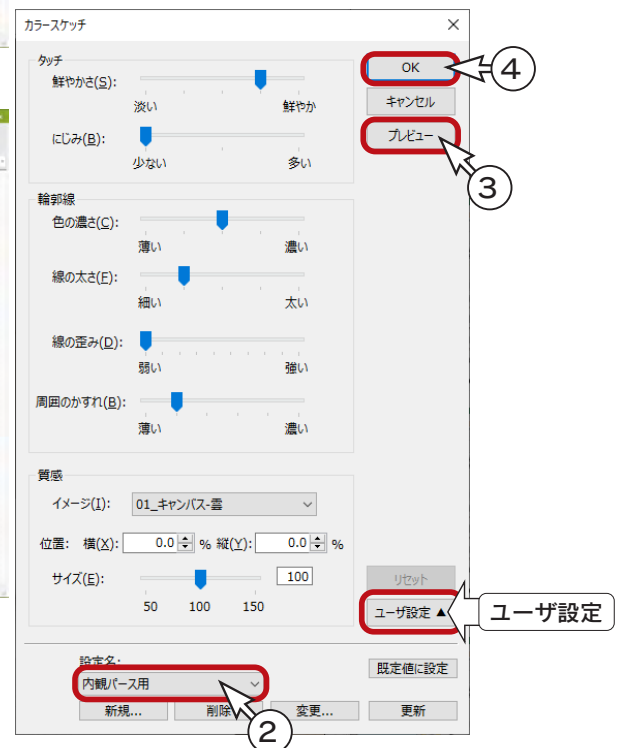 カラースケッチ
タッチ
鮮やかさ(S):
淡い 鮮やか
にじみ(B):
少ない 多い
OK
④
キャンセル
プレビュー
③
輪郭線
色の濃さ(C):
薄い 濃い
線の太さ(F):
細い 太い
線の歪み(D):
弱い 強い
周囲のかすれ(B):
薄い 濃い
質感
イメージ(I): 01_キャンバス-雲
位置: 横(X): 0.0 % 縦(Y): 0.0 %
サイズ(E): 100
50 100 150
リセット
ユーザ設定 ▲
ユーザ設定
設定名:
内観パース用
②
既定値に設定
新規... 削除 変更... 更新